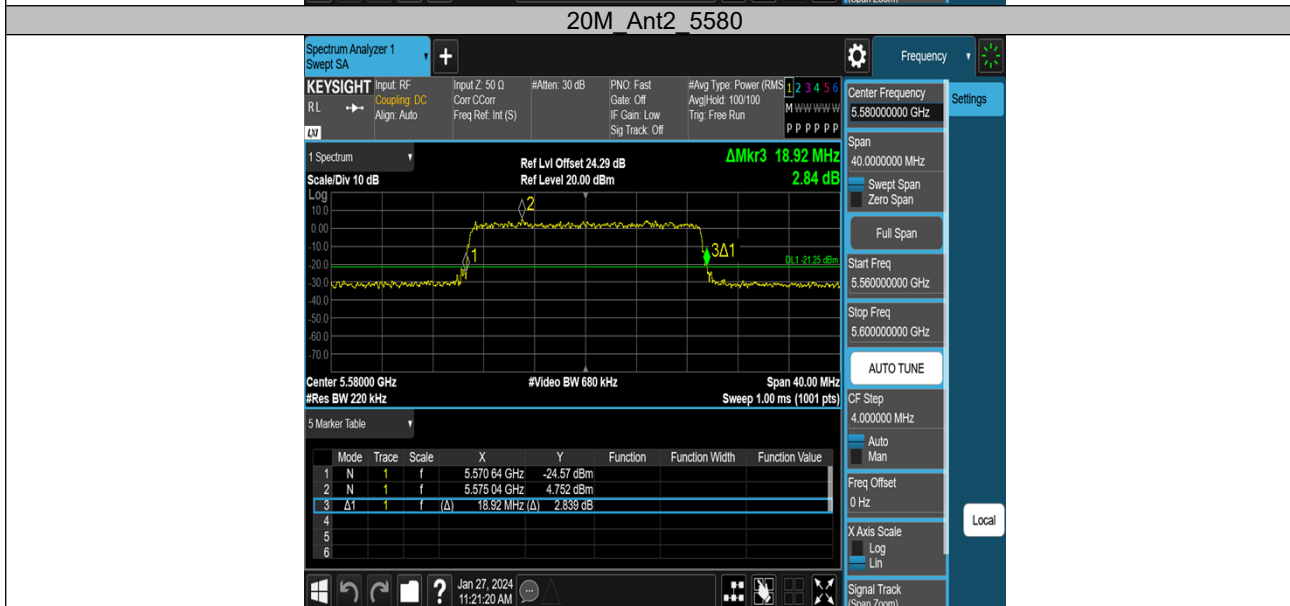 20M_Ant2_5580
Spectrum Analyzer 1
Swept SA
+
Frequency
KEYSIGHT
RL
LXI
Input: RF
Coupling: DC
Align: Auto
Input Z: 50 Ω
Corr CCorr
Freq Ref: Int (S)
#Atten: 30 dB
PNO: Fast
Gate: Off
IF Gain: Low
Sig Track: Off
#Avg Type: Power (RMS
Avg|Hold: 100/100
Trig: Free Run
1 2 3 4 5 6
M W W W W W
P P P P P P
1 Spectrum
Scale/Div 10 dB
Ref Lvl Offset 24.29 dB
Ref Level 20.00 dBm
ΔMkr3 18.92 MHz
2.84 dB
Log
10.0
0.00
-10.0
-20.0
-30.0
-40.0
-50.0
-60.0
-70.0
2
1
3Δ1
DL1 -21.25 dBm
Center 5.58000 GHz
#Res BW 220 kHz
#Video BW 680 kHz
Span 40.00 MHz
Sweep 1.00 ms (1001 pts)
5 Marker Table
Mode Trace Scale X Y Function Function Width Function Value
1 N 1 f 5.570 64 GHz -24.57 dBm
2 N 1 f 5.575 04 GHz 4.752 dBm
3 Δ1 1 f (Δ) 18.92 MHz (Δ) 2.839 dB
4
5
6
Jan 27, 2024
11:21:20 AM
?
Center Frequency
5.580000000 GHz
Settings
Span
40.0000000 MHz
Swept Span
Zero Span
Full Span
Start Freq
5.560000000 GHz
Stop Freq
5.600000000 GHz
AUTO TUNE
CF Step
4.000000 MHz
Auto
Man
Freq Offset
0 Hz
X Axis Scale
Log
Lin
Local
Signal Track
(Span Zoom)